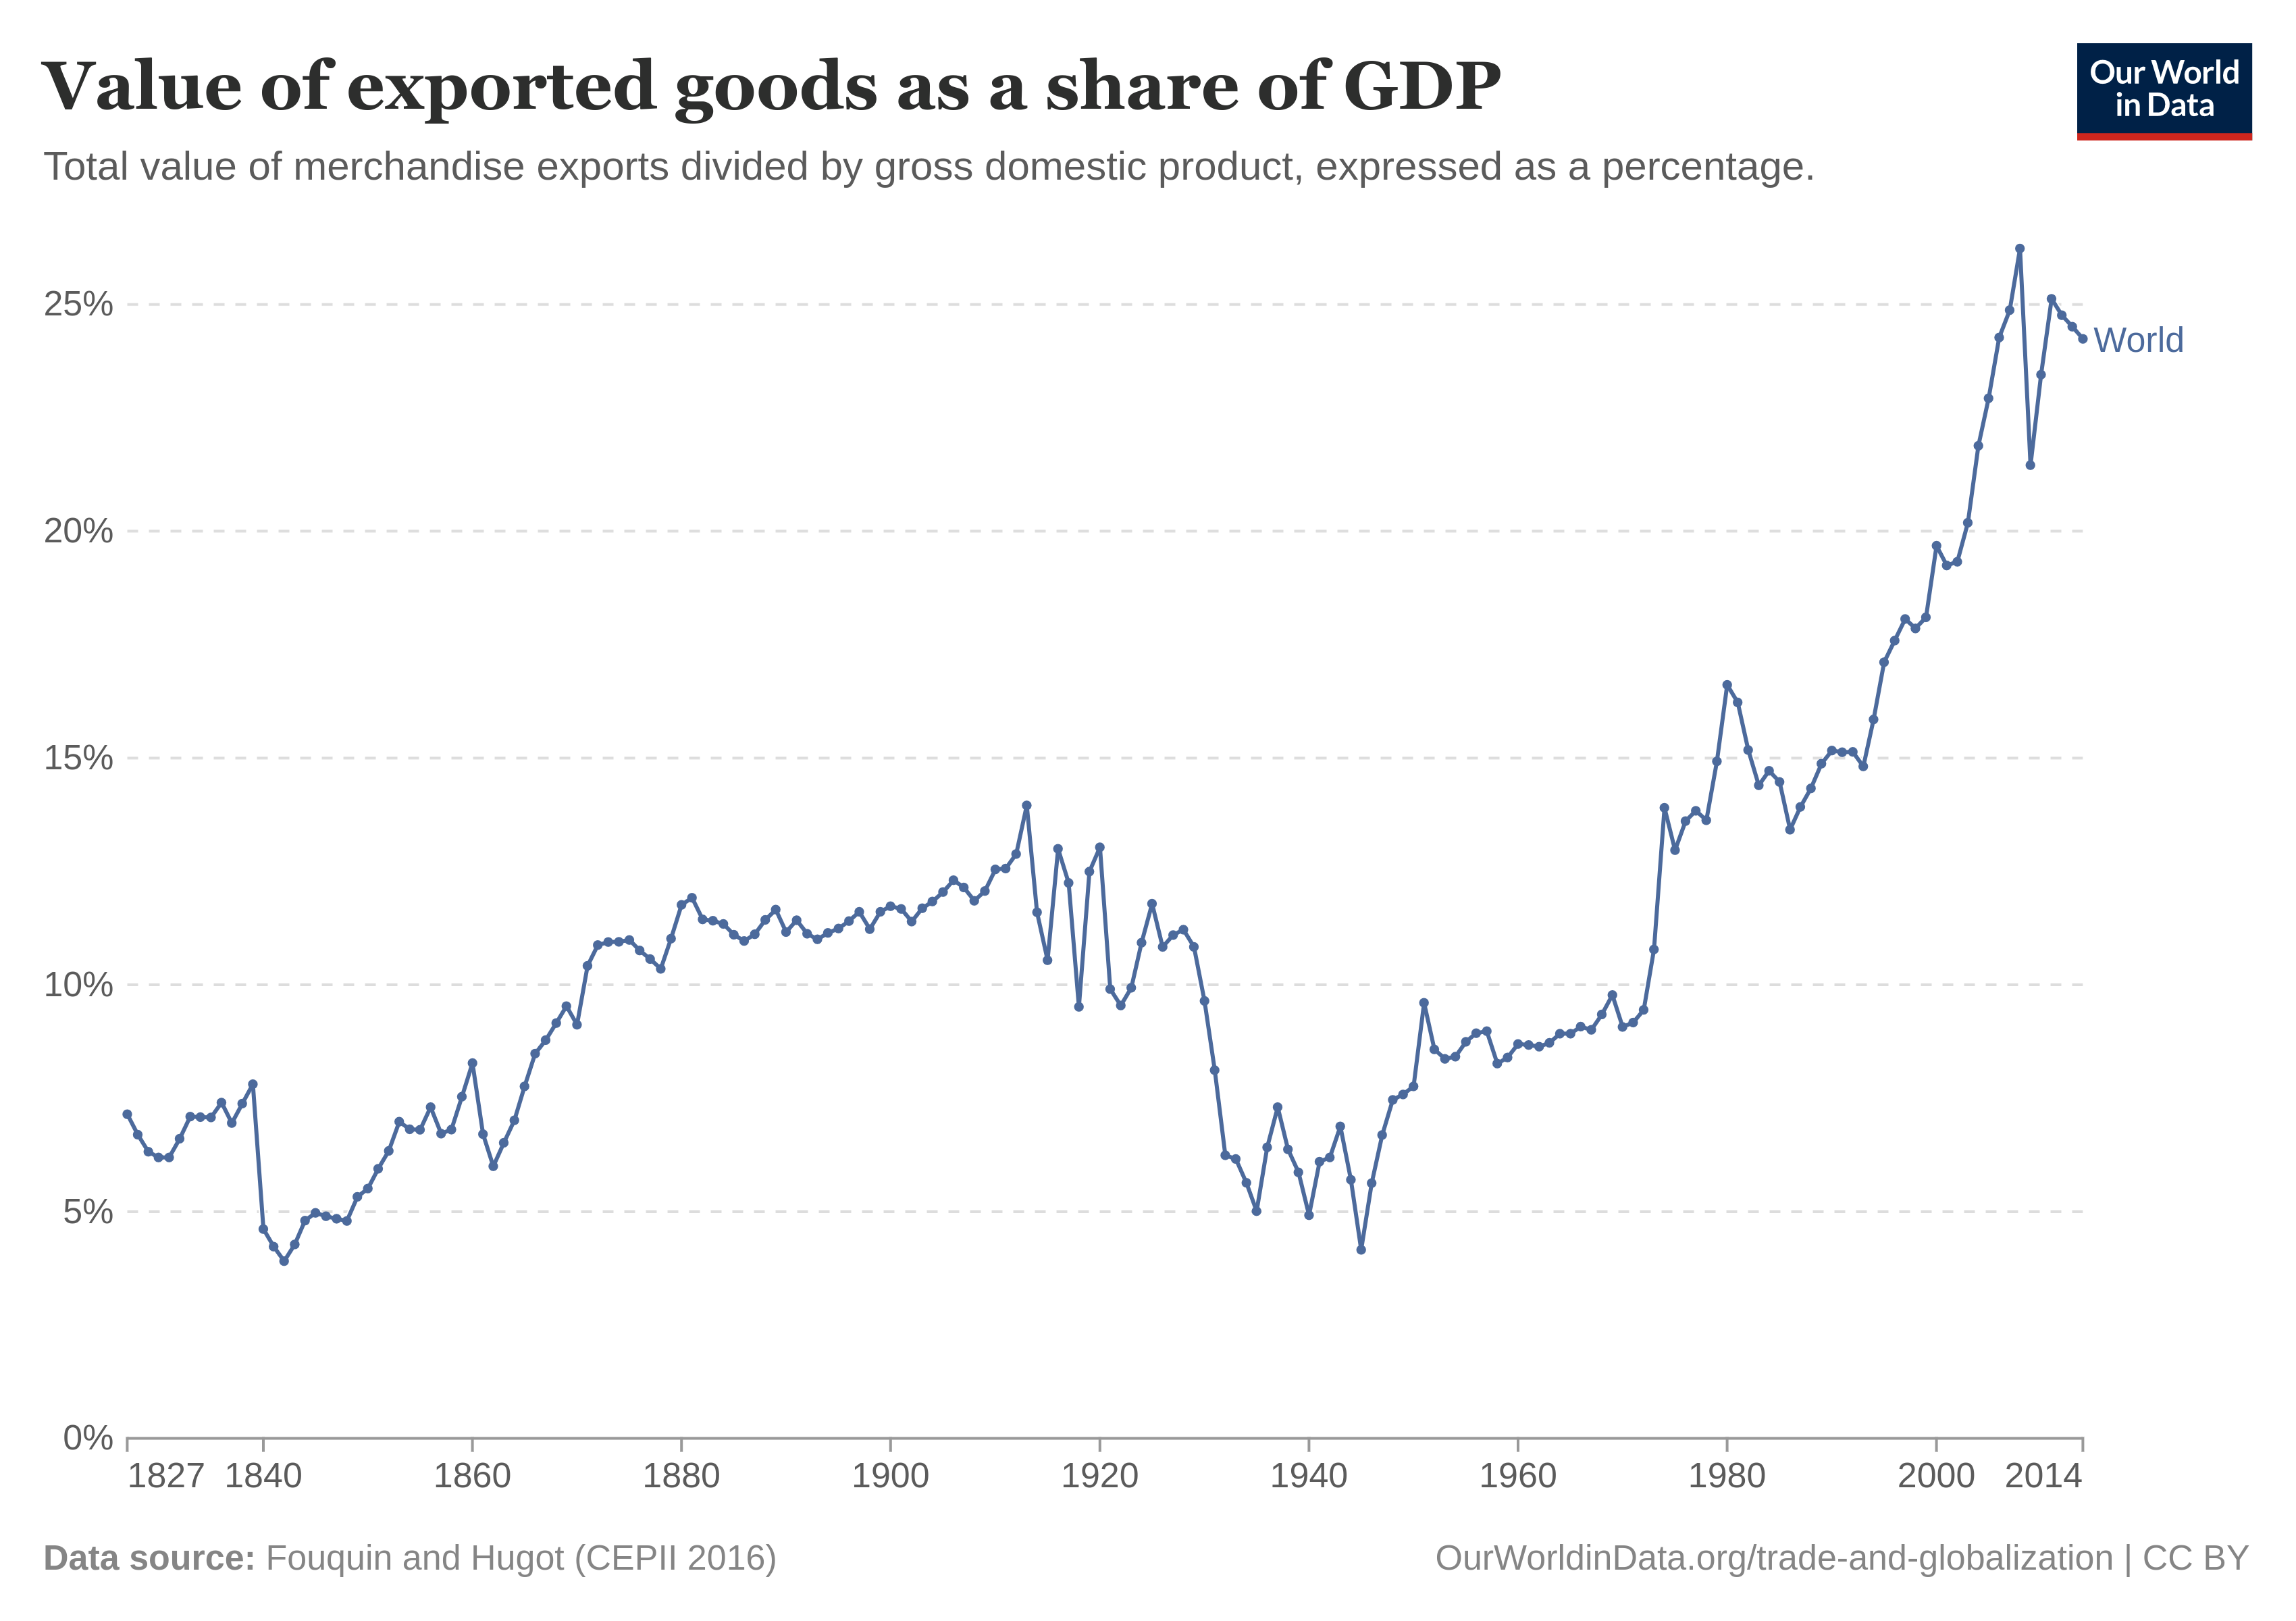 Value of exported goods as a share of GDP
Our World
in Data
Total value of merchandise exports divided by gross domestic product, expressed as a percentage.
25%
World
20%
15%
10%
5%
0%
1827 1840 1860 1880 1900 1920 1940 1960 1980 2000 2014
Data source: Fouquin and Hugot (CEPII 2016)
OurWorldinData.org/trade-and-globalization | CC BY